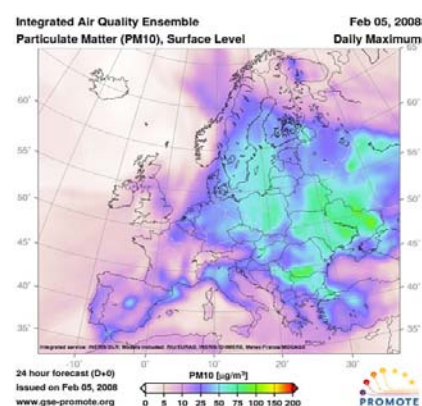 Integrated Air Quality Ensemble Feb 05, 2008
Particulate Matter (PM10), Surface Level Daily Maximum
65
60° 60°
55° 55°
50° 50°
45° 45°
40° 40°
35° 35°
-10° 0° 10° 20° 30°
24 hour forecast (D+0) PM10 [µg/m³]
issued on Feb 05, 2008
www.gse-promote.org 0 5 10 25 50 75 100 150 200
PROMOTE